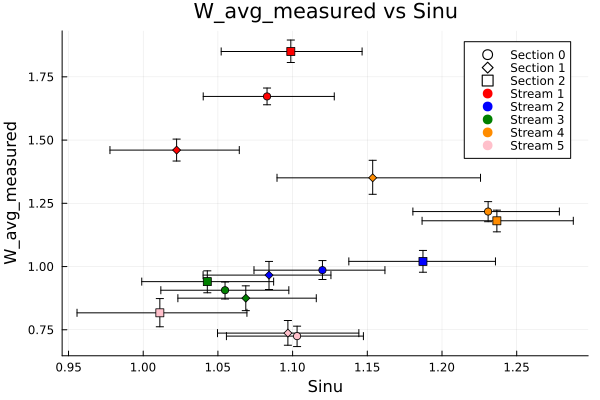 W_avg_measured vs Sinu
Section 0
Section 1
Section 2
Stream 1
Stream 2
Stream 3
Stream 4
Stream 5
W_avg_measured
1.75
1.50
1.25
1.00
0.75
0.95 1.00 1.05 1.10 1.15 1.20 1.25
Sinu